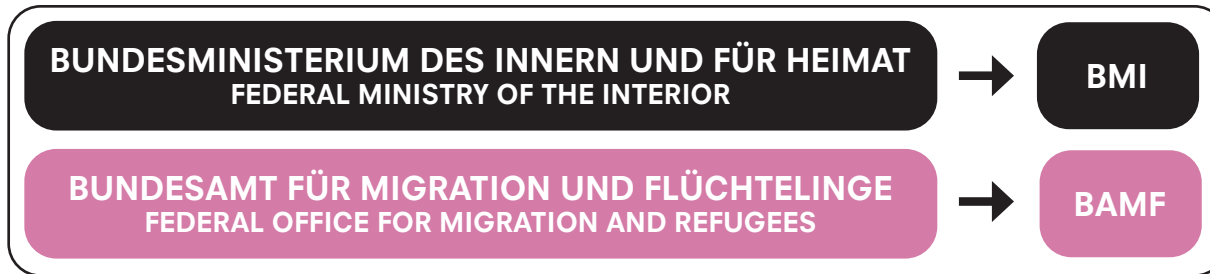 BUNDESMINISTERIUM DES INNERN UND FÜR HEIMAT
FEDERAL MINISTRY OF THE INTERIOR
BMI
BUNDESAMT FÜR MIGRATION UND FLÜCHTELINGE
FEDERAL OFFICE FOR MIGRATION AND REFUGEES
BAMF